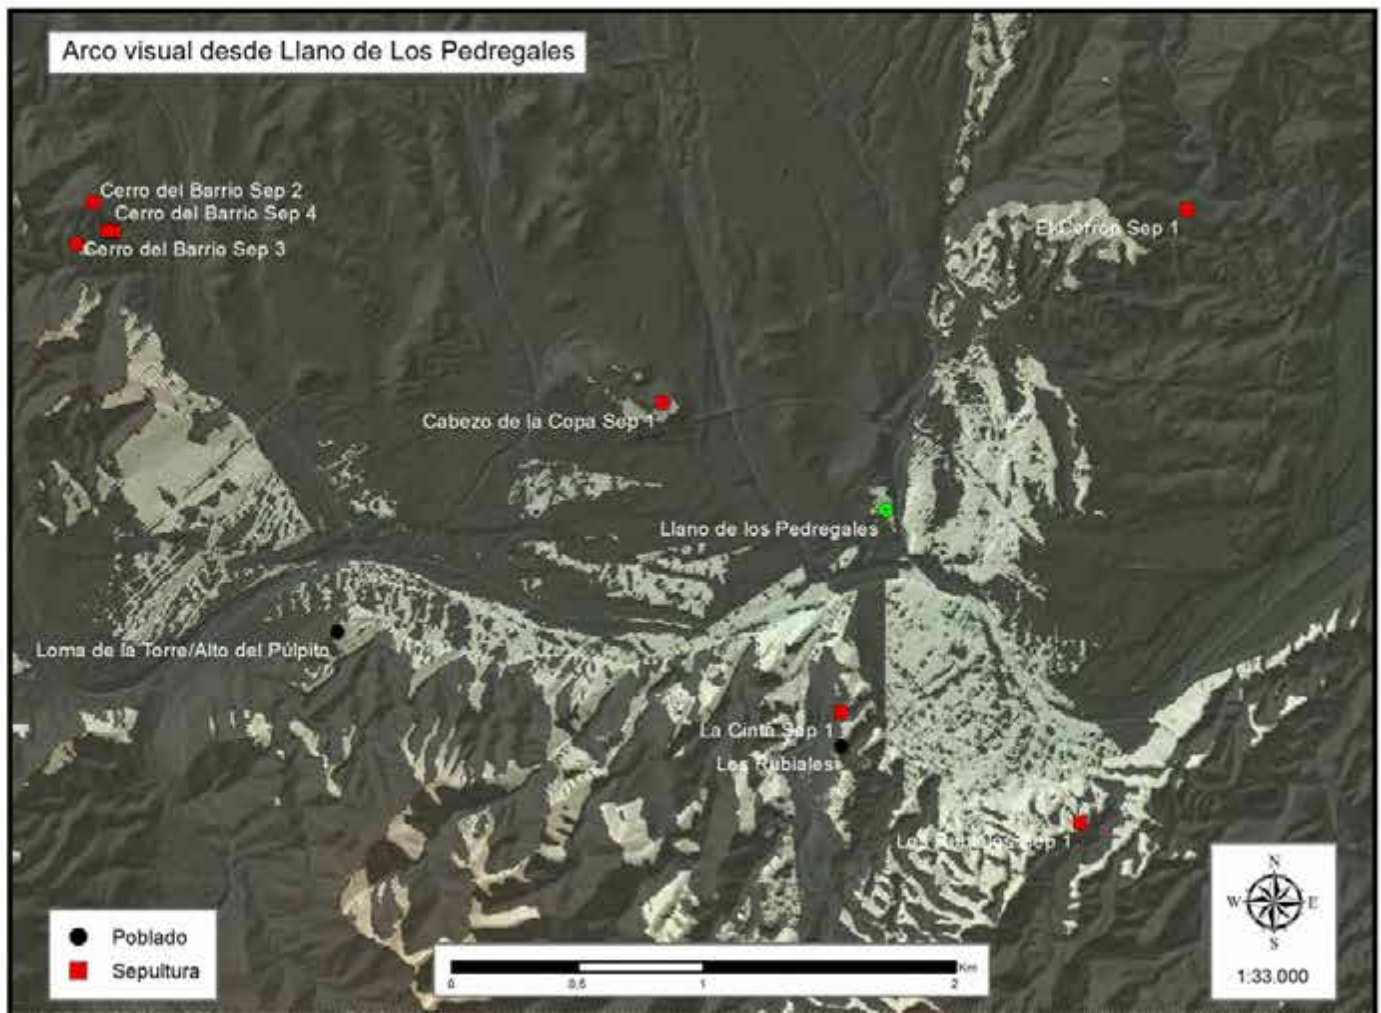 Arco visual desde Llano de Los Pedregales
Cerro del Barrio Sep 2
Cerro del Barrio Sep 4
Cerro del Barrio Sep 3
El Cefrón Sep 1
Cabezo de la Copa Sep 1
Llano de los Pedregales
Loma de la Torre/Alto del Púlpito
La Cinta Sep 1
Los Rubiales
Sep 1
Poblado
Sepultura
N
W
E
S
1:33.000
0
0,5
1
2
Km